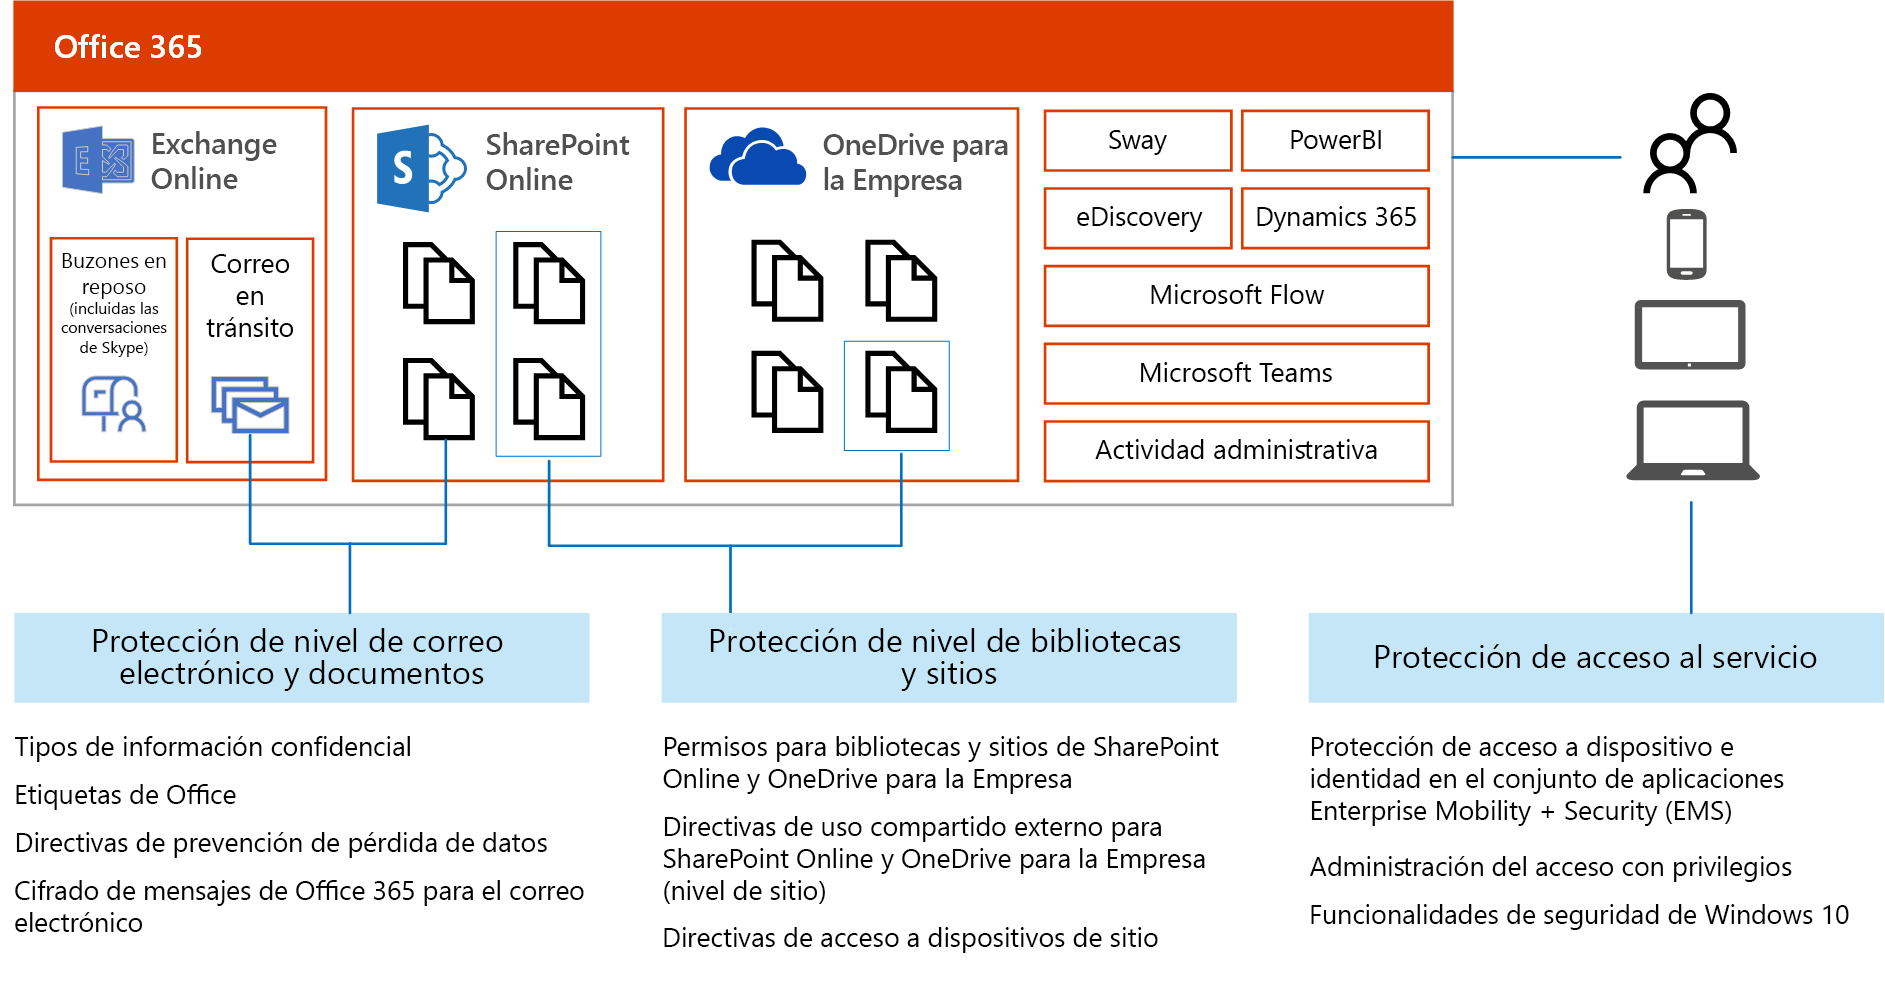 Office 365
Exchange
Online
Buzones en
reposo
(incluidas las
conversaciones
de Skype)
Correo
en
tránsito
SharePoint
Online
OneDrive para
la Empresa
Sway
PowerBI
eDiscovery
Dynamics 365
Microsoft Flow
Microsoft Teams
Actividad administrativa
Protección de nivel de correo
electrónico y documentos
Tipos de información confidencial
Etiquetas de Office
Directivas de prevención de pérdida de datos
Cifrado de mensajes de Office 365 para el correo
electrónico
Protección de nivel de bibliotecas
y sitios
Permisos para bibliotecas y sitios de SharePoint
Online y OneDrive para la Empresa
Directivas de uso compartido externo para
SharePoint Online y OneDrive para la Empresa
(nivel de sitio)
Directivas de acceso a dispositivos de sitio
Protección de acceso al servicio
Protección de acceso a dispositivo e
identidad en el conjunto de aplicaciones
Enterprise Mobility + Security (EMS)
Administración del acceso con privilegios
Funcionalidades de seguridad de Windows 10